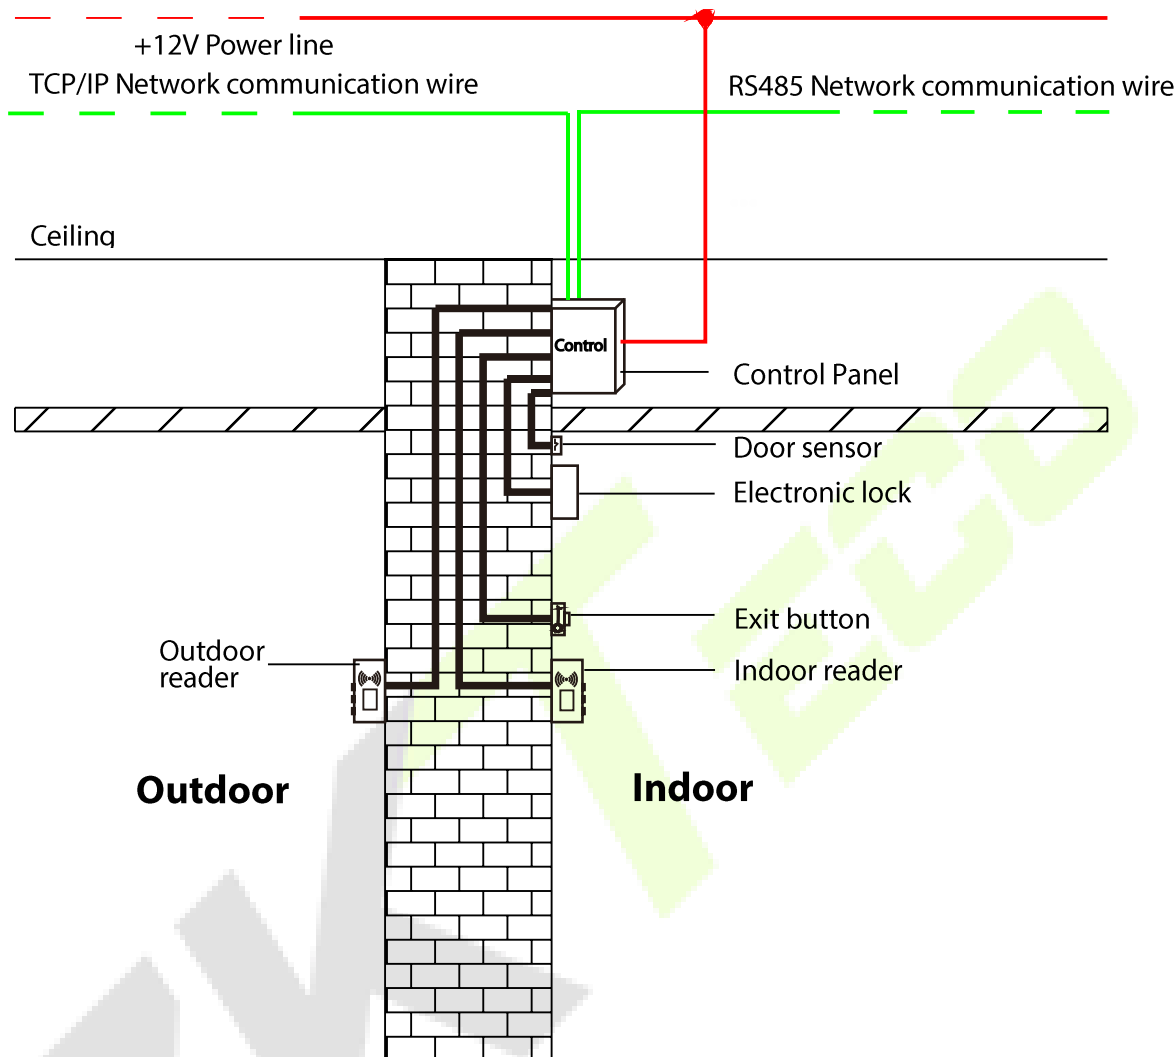 +12V Power line
TCP/IP Network communication wire
RS485 Network communication wire
Ceiling
Control
Control Panel
Door sensor
Electronic lock
Exit button
Outdoor
reader
Indoor reader
Outdoor
Indoor
ZKTeco